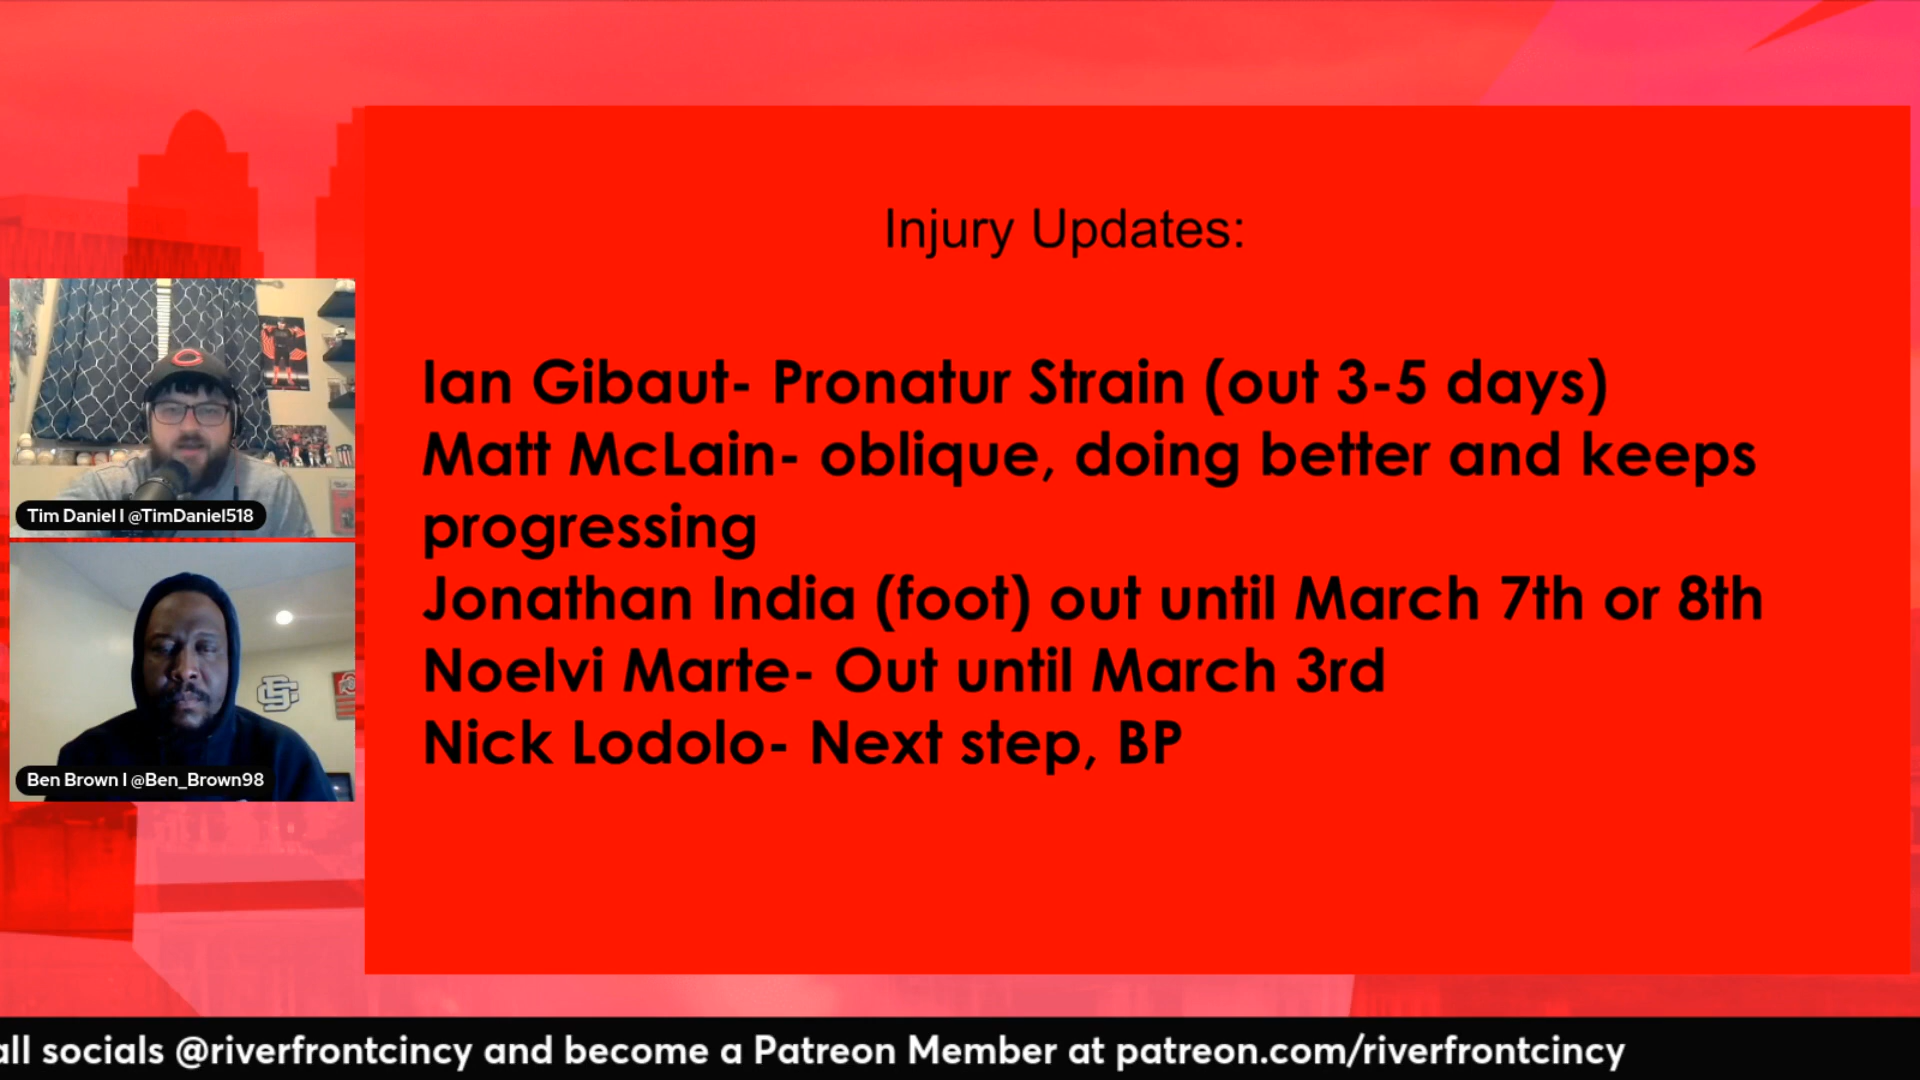 Injury Updates:
Ian Gibaut- Pronatur Strain (out 3-5 days)
Matt McLain- oblique, doing better and keeps
progressing
Jonathan India (foot) out until March 7th or 8th
Noelvi Marte- Out until March 3rd
Nick Lodolo- Next step, BP
Tim Daniel | @TimDaniel518
Ben Brown | @Ben_Brown98
all socials @riverfrontcincy and become a Patreon Member at patreon.com/riverfrontcincy